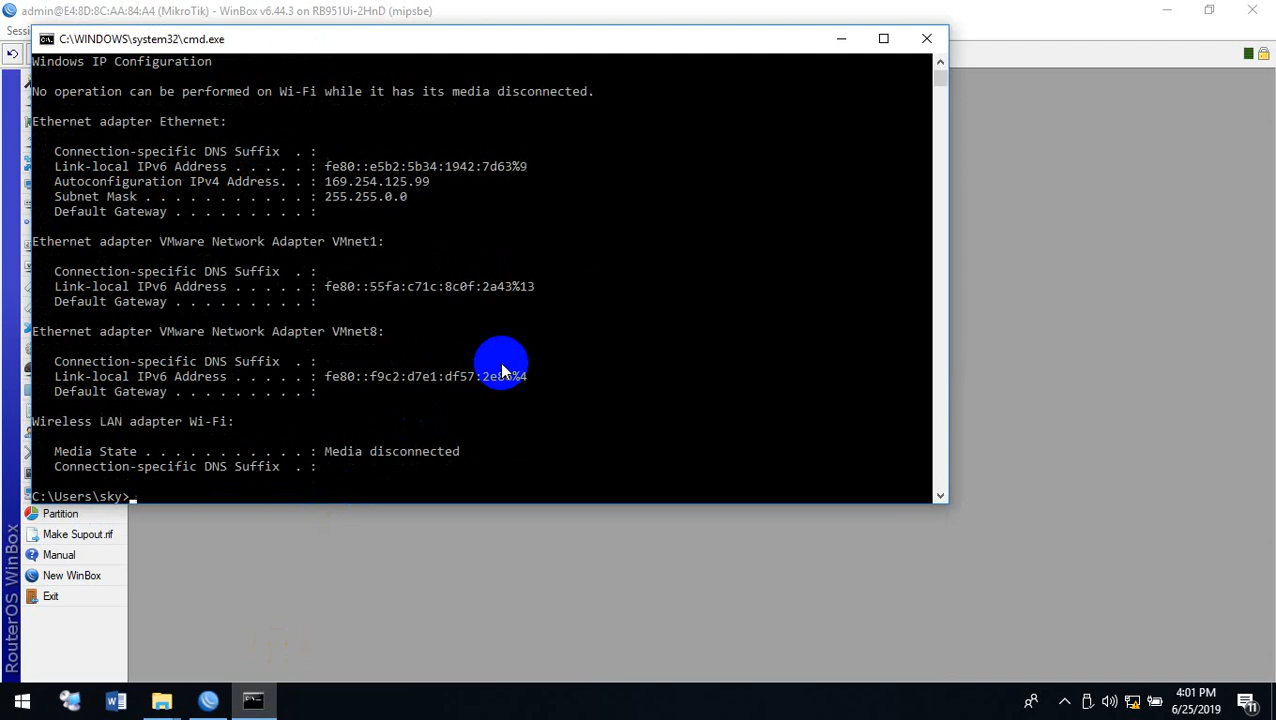 admin@E4:8D:8C:AA:84:A4 (MikroTik) - WinBox v6.44.3 on RB951Ui-2HnD (mipsbe)
Sessi
C:\WINDOWS\system32\cmd.exe
Windows IP Configuration
No operation can be performed on Wi-Fi while it has its media disconnected.
Ethernet adapter Ethernet:
Connection-specific DNS Suffix . :
Link-local IPv6 Address . . . . . : fe80::e5b2:5b34:1942:7d63%9
Autoconfiguration IPv4 Address. . : 169.254.125.99
Subnet Mask . . . . . . . . . . . : 255.255.0.0
Default Gateway . . . . . . . . . :
Ethernet adapter VMware Network Adapter VMnet1:
Connection-specific DNS Suffix . :
Link-local IPv6 Address . . . . . : fe80::55fa:c71c:8c0f:2a43%13
Default Gateway . . . . . . . . . :
Ethernet adapter VMware Network Adapter VMnet8:
Connection-specific DNS Suffix . :
Link-local IPv6 Address . . . . . :
Default Gateway . . . . . . . . . :
Wireless LAN adapter Wi-Fi:
Media State . . . . . . . . . . . : Media disconnected
Connection-specific DNS Suffix . :
C:\Users\sky>
Partition
Make Supout.rif
Manual
New WinBox
Exit
RouterOS WinBox
4:01 PM
6/25/2019
11